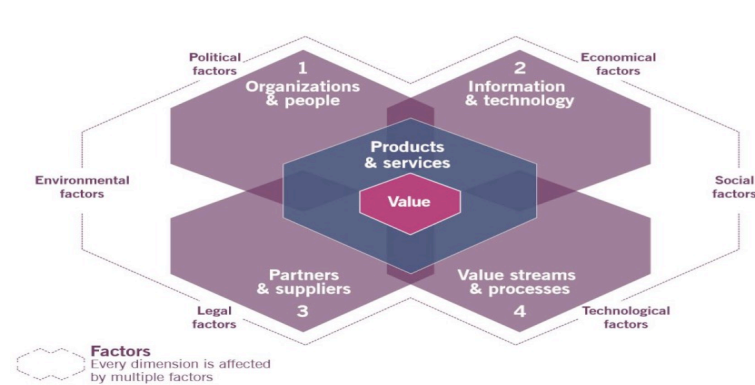 Political
factors
Economical
factors
1
Organizations
& people
2
Information
& technology
Products
& services
Environmental
factors
Value
Social
factors
Partners
& suppliers
3
Value streams
& processes
4
Legal
factors
Technological
factors
Factors
Every dimension is affected
by multiple factors